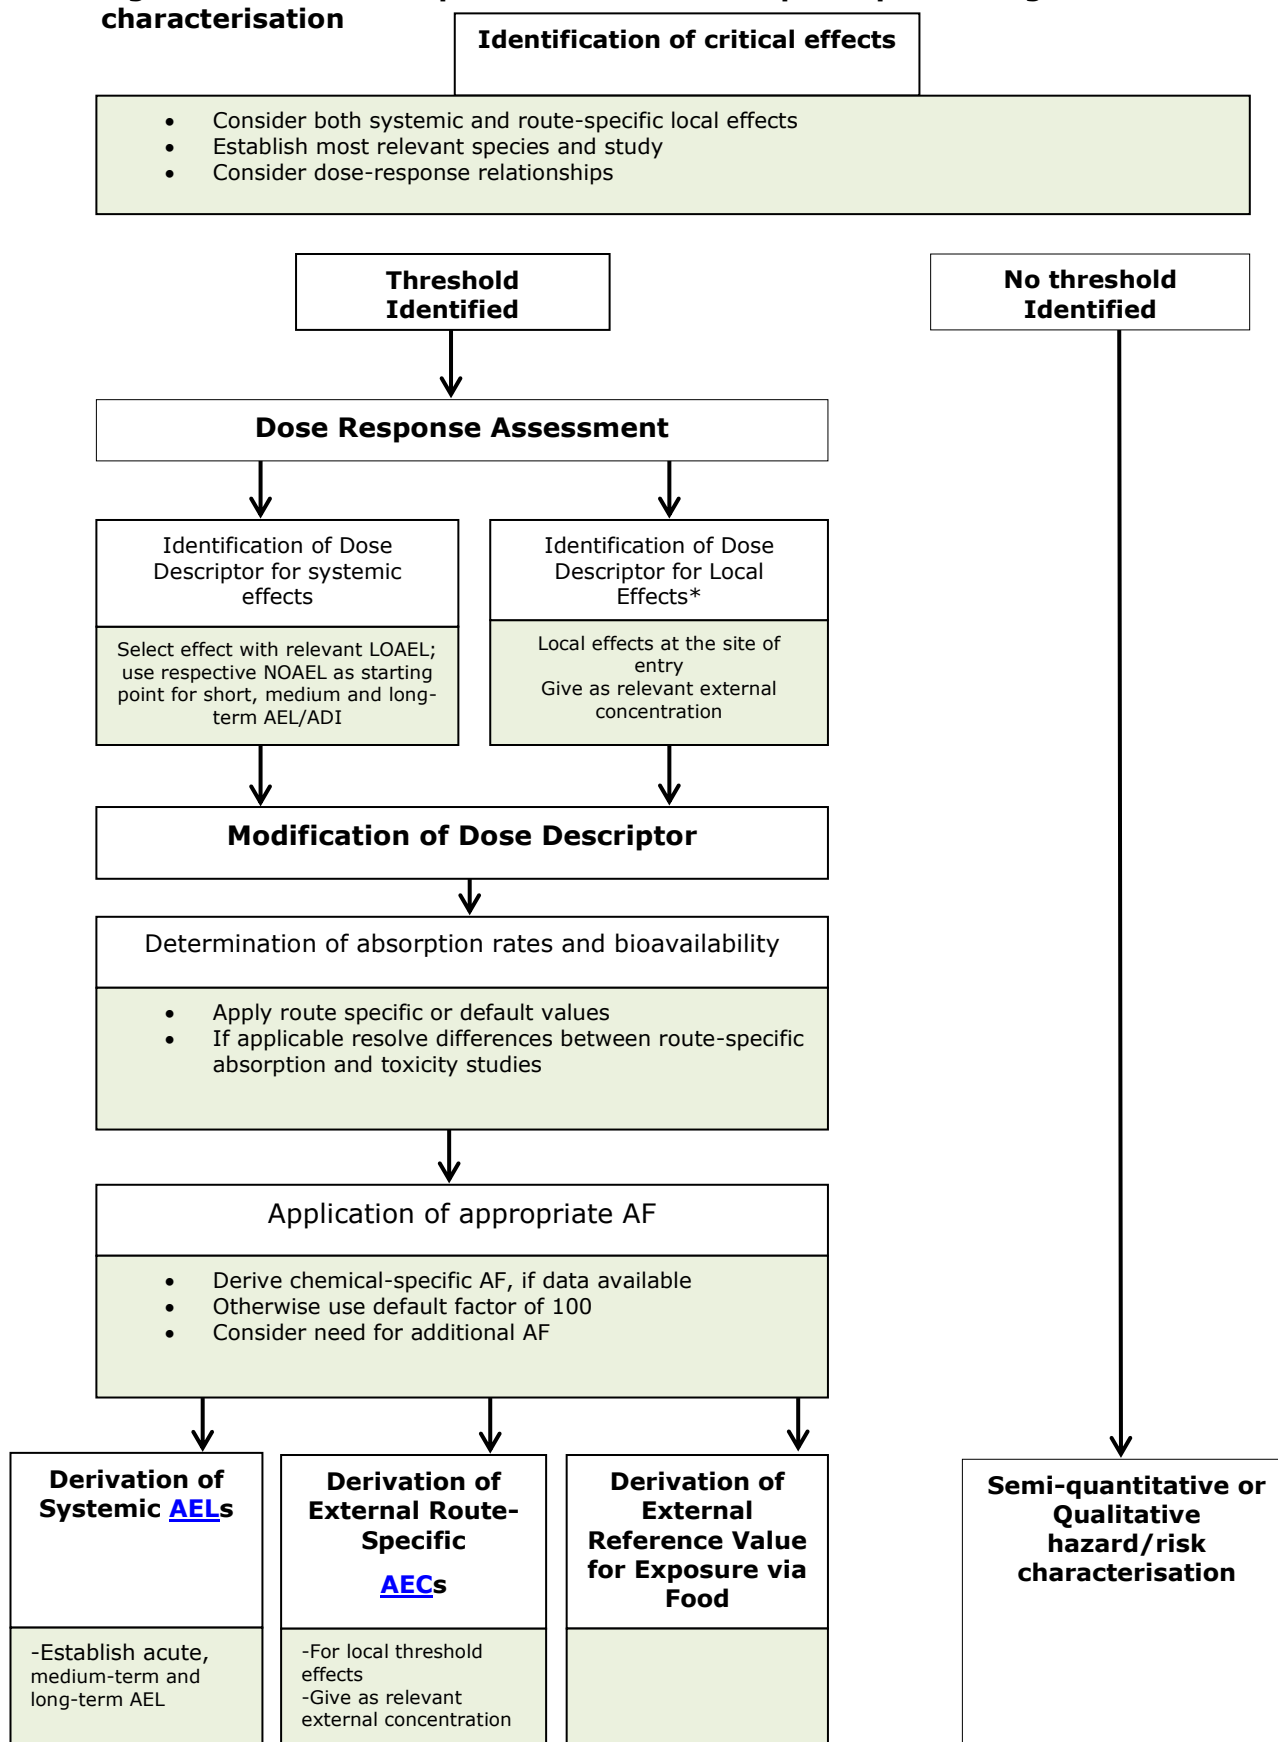 characterisation
Identification of critical effects
• Consider both systemic and route-specific local effects
• Establish most relevant species and study
• Consider dose-response relationships
Threshold
Identified
No threshold
Identified
Dose Response Assessment
Identification of Dose
Descriptor for systemic
effects
Select effect with relevant LOAEL;
use respective NOAEL as starting
point for short, medium and long-
term AEL/ADI
Identification of Dose
Descriptor for Local
Effects*
Local effects at the site of
entry
Give as relevant external
concentration
Modification of Dose Descriptor
Determination of absorption rates and bioavailability
• Apply route specific or default values
• If applicable resolve differences between route-specific
absorption and toxicity studies
Application of appropriate AF
• Derive chemical-specific AF, if data available
• Otherwise use default factor of 100
• Consider need for additional AF
Derivation of
Systemic AELs
-Establish acute,
medium-term and
long-term AEL
Derivation of
External Route-
Specific
AECs
-For local threshold
effects
-Give as relevant
external concentration
Derivation of
External
Reference Value
for Exposure via
Food
Semi-quantitative or
Qualitative
hazard/risk
characterisation